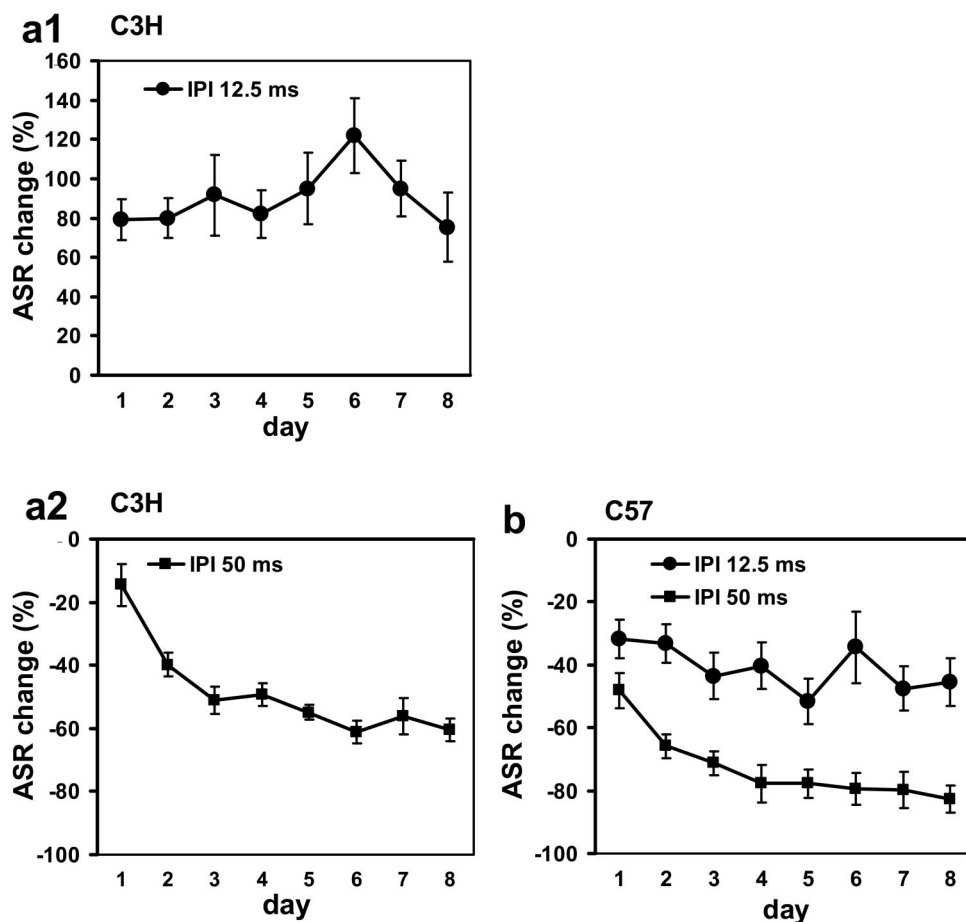 a1 C3H
160
140
120
100
80
60
40
20
0
ASR change (%)
IPI 12.5 ms
1 2 3 4 5 6 7 8
day
a2 C3H
0
-20
-40
-60
-80
-100
ASR change (%)
IPI 50 ms
1 2 3 4 5 6 7 8
day
b C57
0
-20
-40
-60
-80
-100
ASR change (%)
IPI 12.5 ms
IPI 50 ms
1 2 3 4 5 6 7 8
day